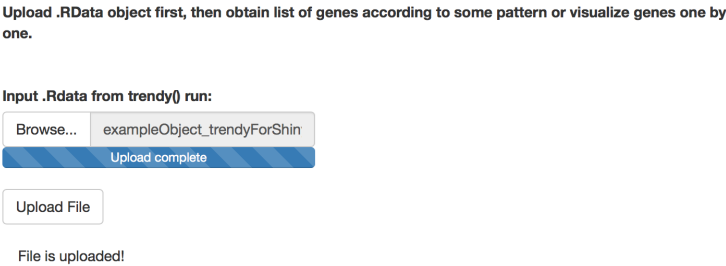 Upload .RData object first, then obtain list of genes according to some pattern or visualize genes one by
one.
Input .Rdata from trendy() run:
Browse... exampleObject_trendyForShin
Upload complete
Upload File
File is uploaded!